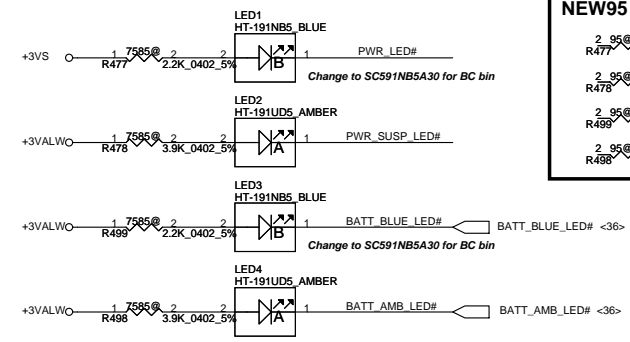 NEW95
LED1
HT-191NB5_BLUE
+3VS
1 7585@ 2
R477 2.2K_0402_5%
2
B
1
PWR_LED#
Change to SC591NB5A30 for BC bin
2 95@
R477
2 95@
R478
2 95@
R499
2 95@
R498
LED2
HT-191UD5_AMBER
+3VALW
1 7585@ 2
R478 3.9K_0402_5%
2
A
1
PWR_SUSP_LED#
LED3
HT-191NB5_BLUE
+3VALW
1 7585@ 2
R499 2.2K_0402_5%
2
B
1
BATT_BLUE_LED#
BATT_BLUE_LED# <36>
Change to SC591NB5A30 for BC bin
LED4
HT-191UD5_AMBER
+3VALW
1 7585@ 2
R498 3.9K_0402_5%
2
A
1
BATT_AMB_LED#
BATT_AMB_LED# <36>